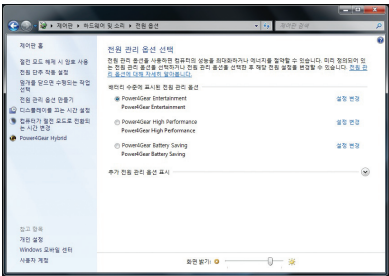 제어판 ▸ 하드웨어 및 소리 ▸ 전원 옵션
제어판 검색
제어판 홈
절전 모드 해제 시 암호 사용
전원 단추 작동 설정
덮개를 닫으면 수행되는 작업
선택
전원 관리 옵션 만들기
디스플레이를 끄는 시간 설정
컴퓨터가 절전 모드로 전환되
는 시간 변경
Power4Gear Hybrid
참고 항목
개인 설정
Windows 모바일 센터
사용자 계정
전원 관리 옵션 선택
전원 관리 옵션을 사용하면 컴퓨터의 성능을 최대화하거나 에너지를 절약할 수 있습니다. 미리 정의되어 있
는 전원 관리 옵션을 선택하거나 전원 관리 옵션을 선택한 후 해당 전원 설정을 변경할 수 있습니다. 전원 관
리 옵션에 대해 자세히 알아봅니다.
배터리 수준에 표시된 전원 관리 옵션
Power4Gear Entertainment 설정 변경
Power4Gear Entertainment
Power4Gear High Performance 설정 변경
Power4Gear High Performance
Power4Gear Battery Saving 설정 변경
Power4Gear Battery Saving
추가 전원 관리 옵션 표시
화면 밝기: